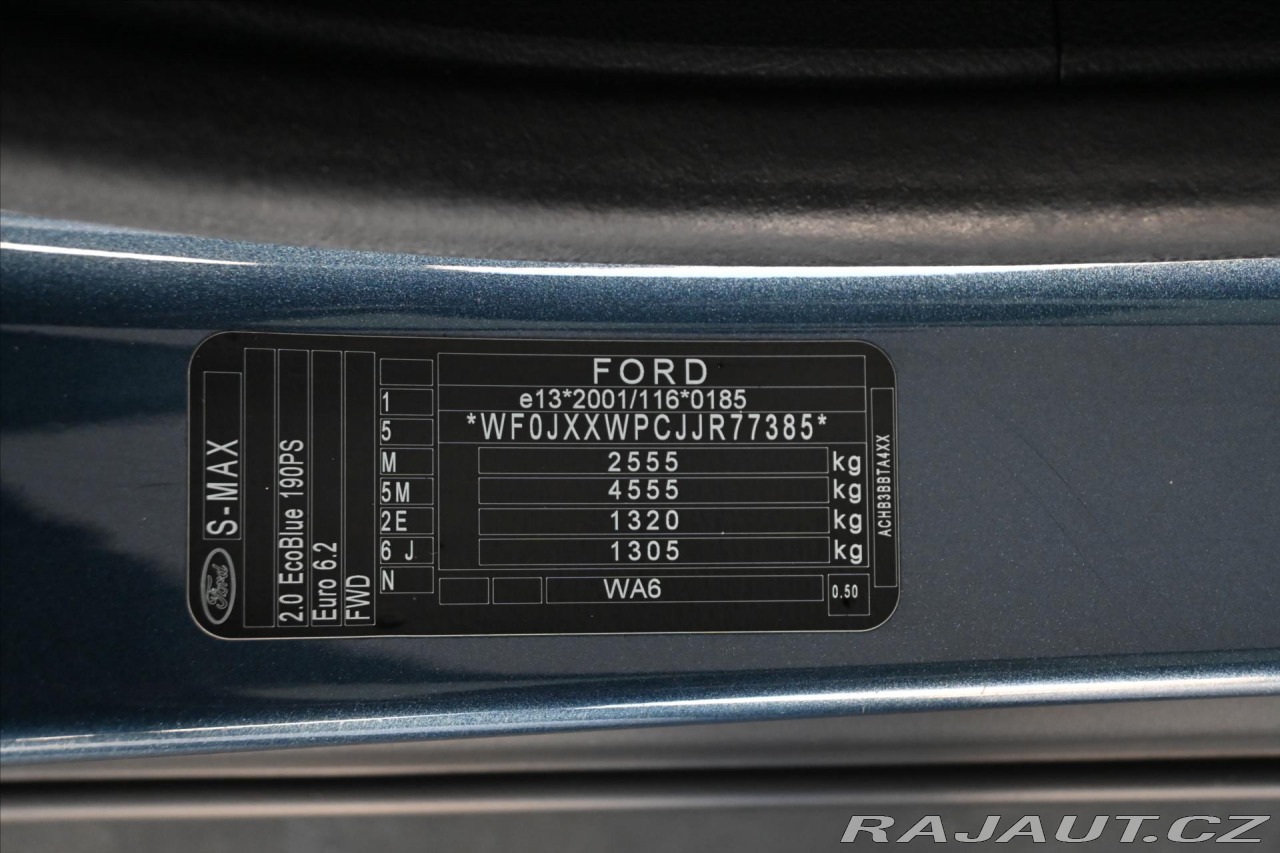 FORD
e13*2001/116*0185
*WF0JXXWPCJJR77385*
2555 kg
4555 kg
1320 kg
1305 kg
WA6
0.50
1
5
M
5M
2E
6 J
N
S-MAX
Ford
2.0 EcoBlue 190PS
Euro 6.2
FWD
ACHB3BBTA4XX
RAJAUT.CZ